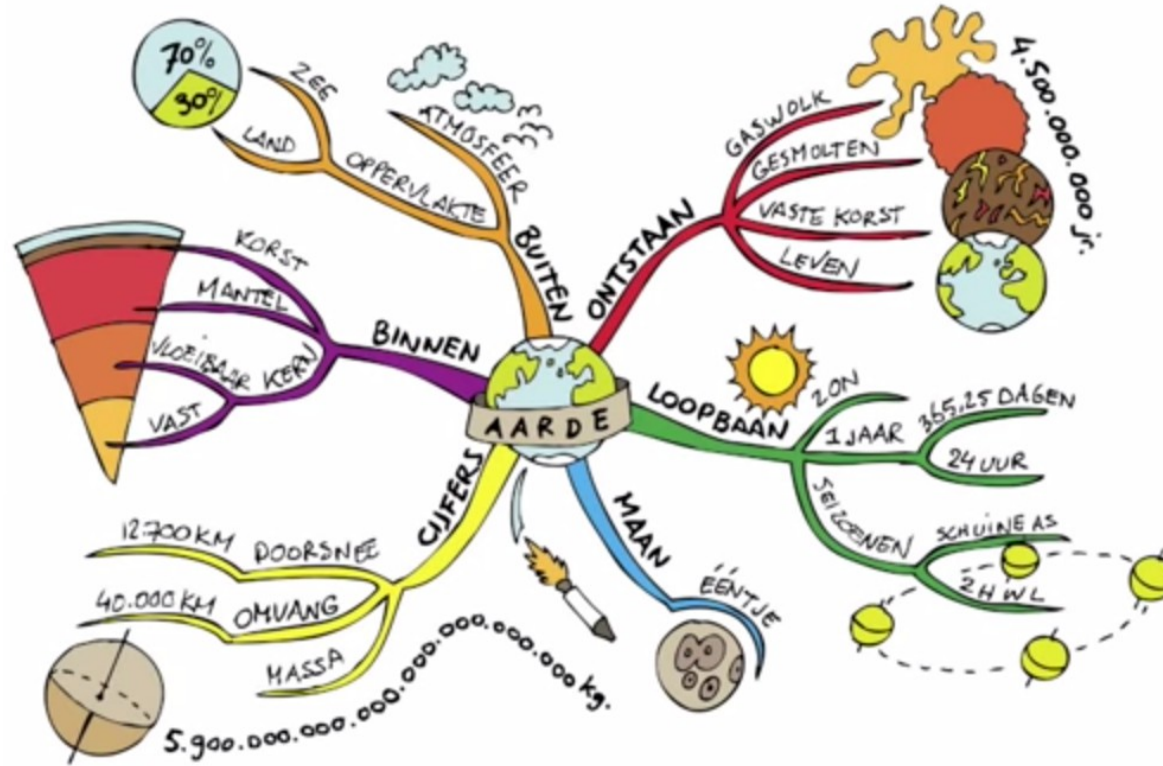 AARDE
ONTSTAAN
GASWOLK
GESMOLTEN
VASTE KORST
LEVEN
4.500.000.000 jr.
LOOPBAAN
ZON
1 JAAR
365,25 DAGEN
24 UUR
SEIZOENEN
SCHUINE AS
2HWL
MAAN
ÉÉNTJE
CIJFERS
DOORSNEE
12.700 KM
OMVANG
40.000 KM
MASSA
5.900.000.000.000.000.000.000.000 kg.
BINNEN
KORST
MANTEL
KERN
VLOEIBAAR
VAST
BUITEN
OPPERVLAKTE
ZEE
LAND
70%
30%
ATMOSFEER